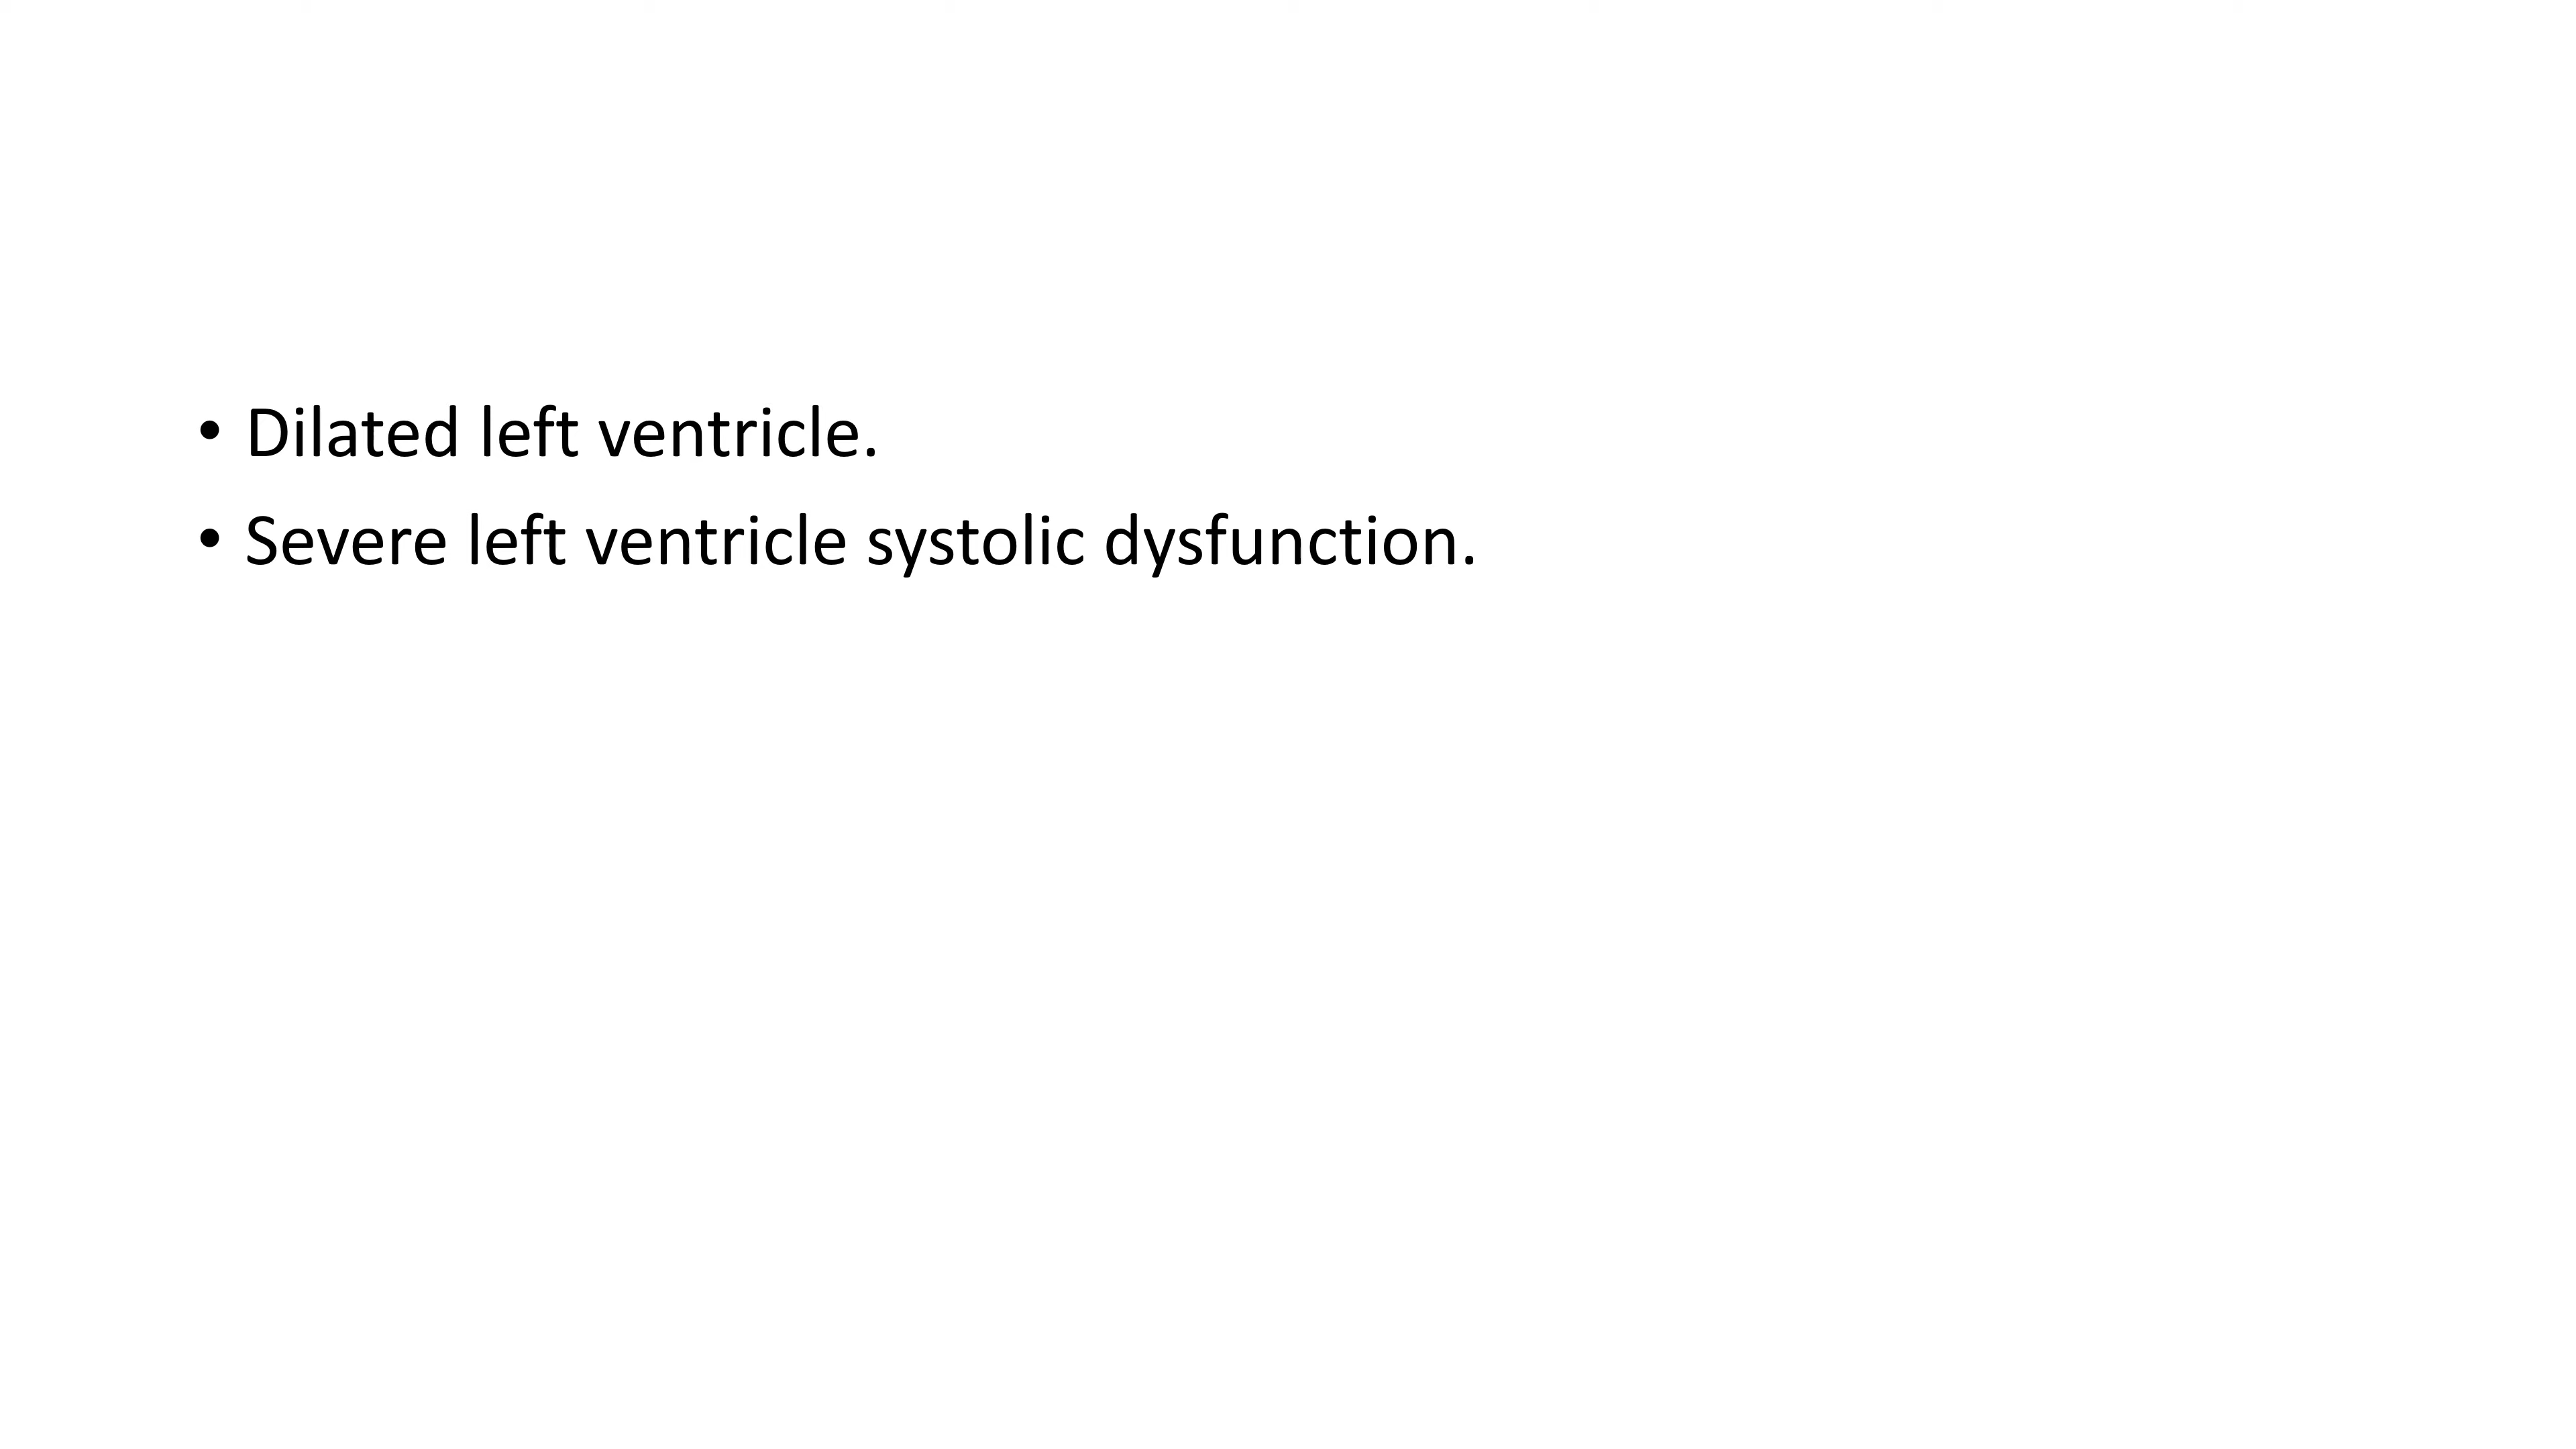 • Dilated left ventricle.
• Severe left ventricle systolic dysfunction.